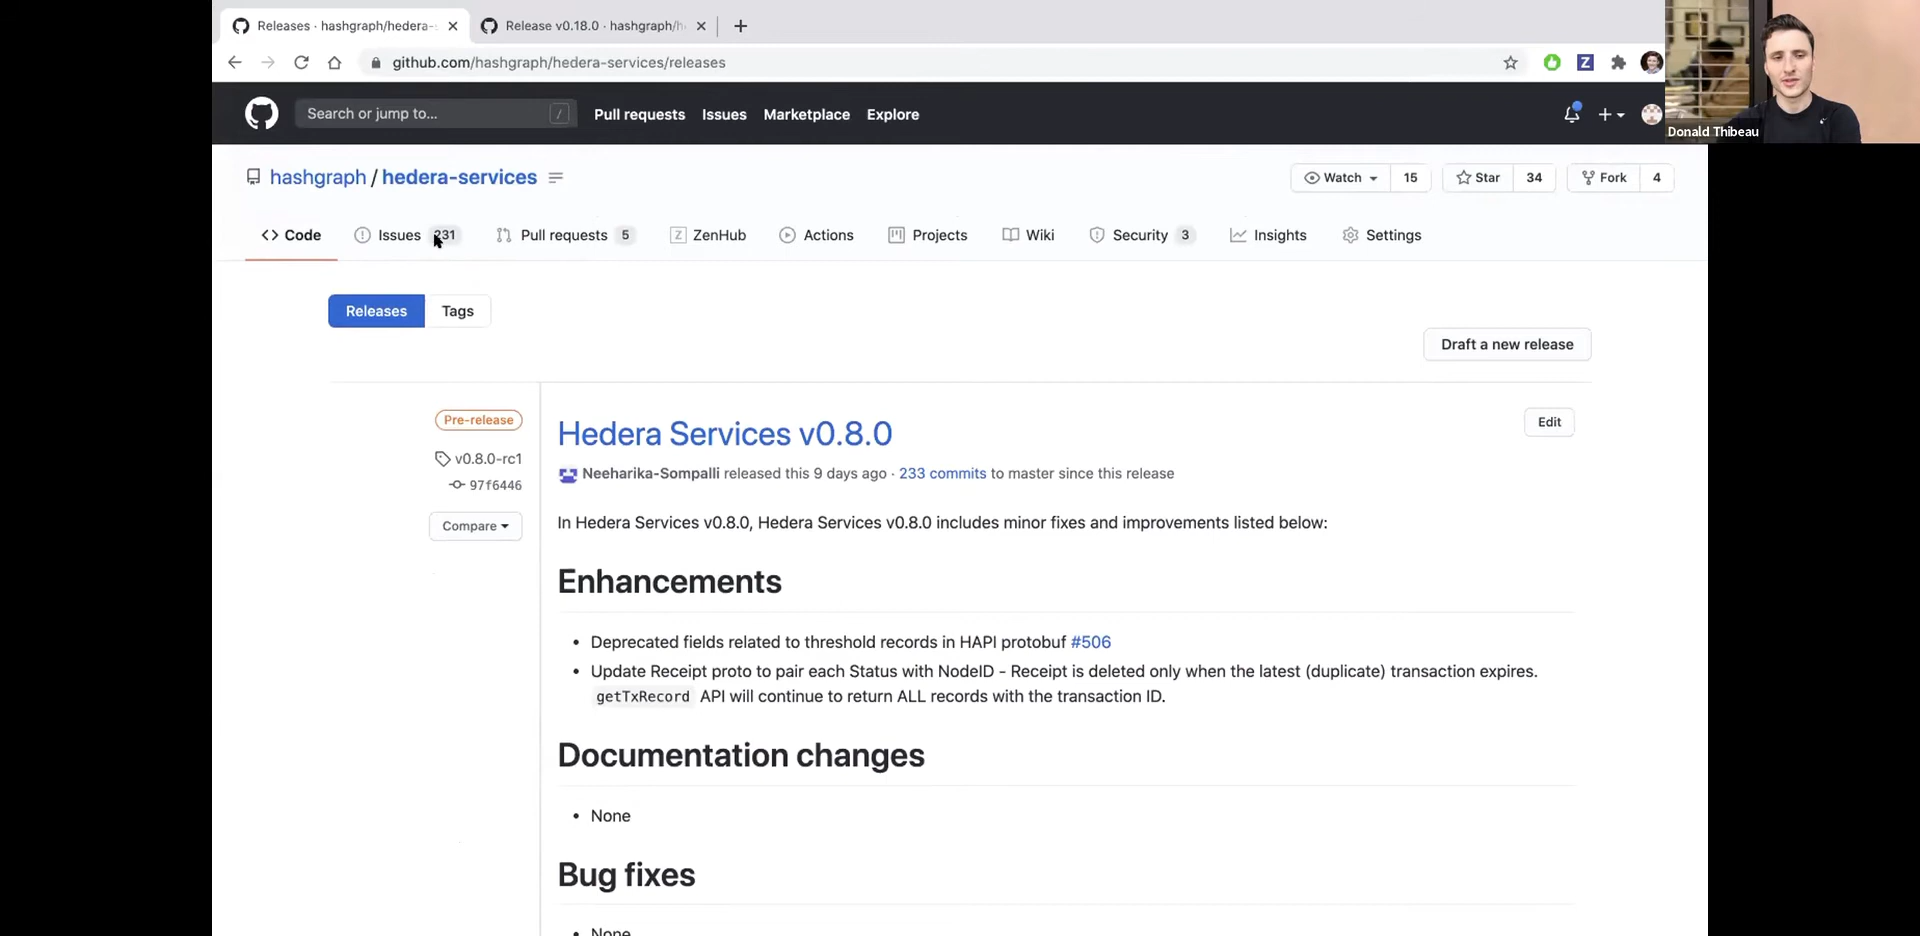 Releases · hashgraph/hedera-
Release v0.18.0 · hashgraph/h
github.com/hashgraph/hedera-services/releases
Search or jump to... /
Pull requests Issues Marketplace Explore
Donald Thibeau
hashgraph / hedera-services
Watch 15 Star 34 Fork 4
Code Issues 231 Pull requests 5 ZenHub Actions Projects Wiki Security 3 Insights Settings
Releases Tags
Draft a new release
Pre-release
v0.8.0-rc1
97f6446
Compare
Hedera Services v0.8.0
Edit
Neeharika-Sompalli released this 9 days ago · 233 commits to master since this release
In Hedera Services v0.8.0, Hedera Services v0.8.0 includes minor fixes and improvements listed below:
Enhancements
• Deprecated fields related to threshold records in HAPI protobuf #506
• Update Receipt proto to pair each Status with NodeID - Receipt is deleted only when the latest (duplicate) transaction expires.
getTxRecord API will continue to return ALL records with the transaction ID.
Documentation changes
• None
Bug fixes
• None